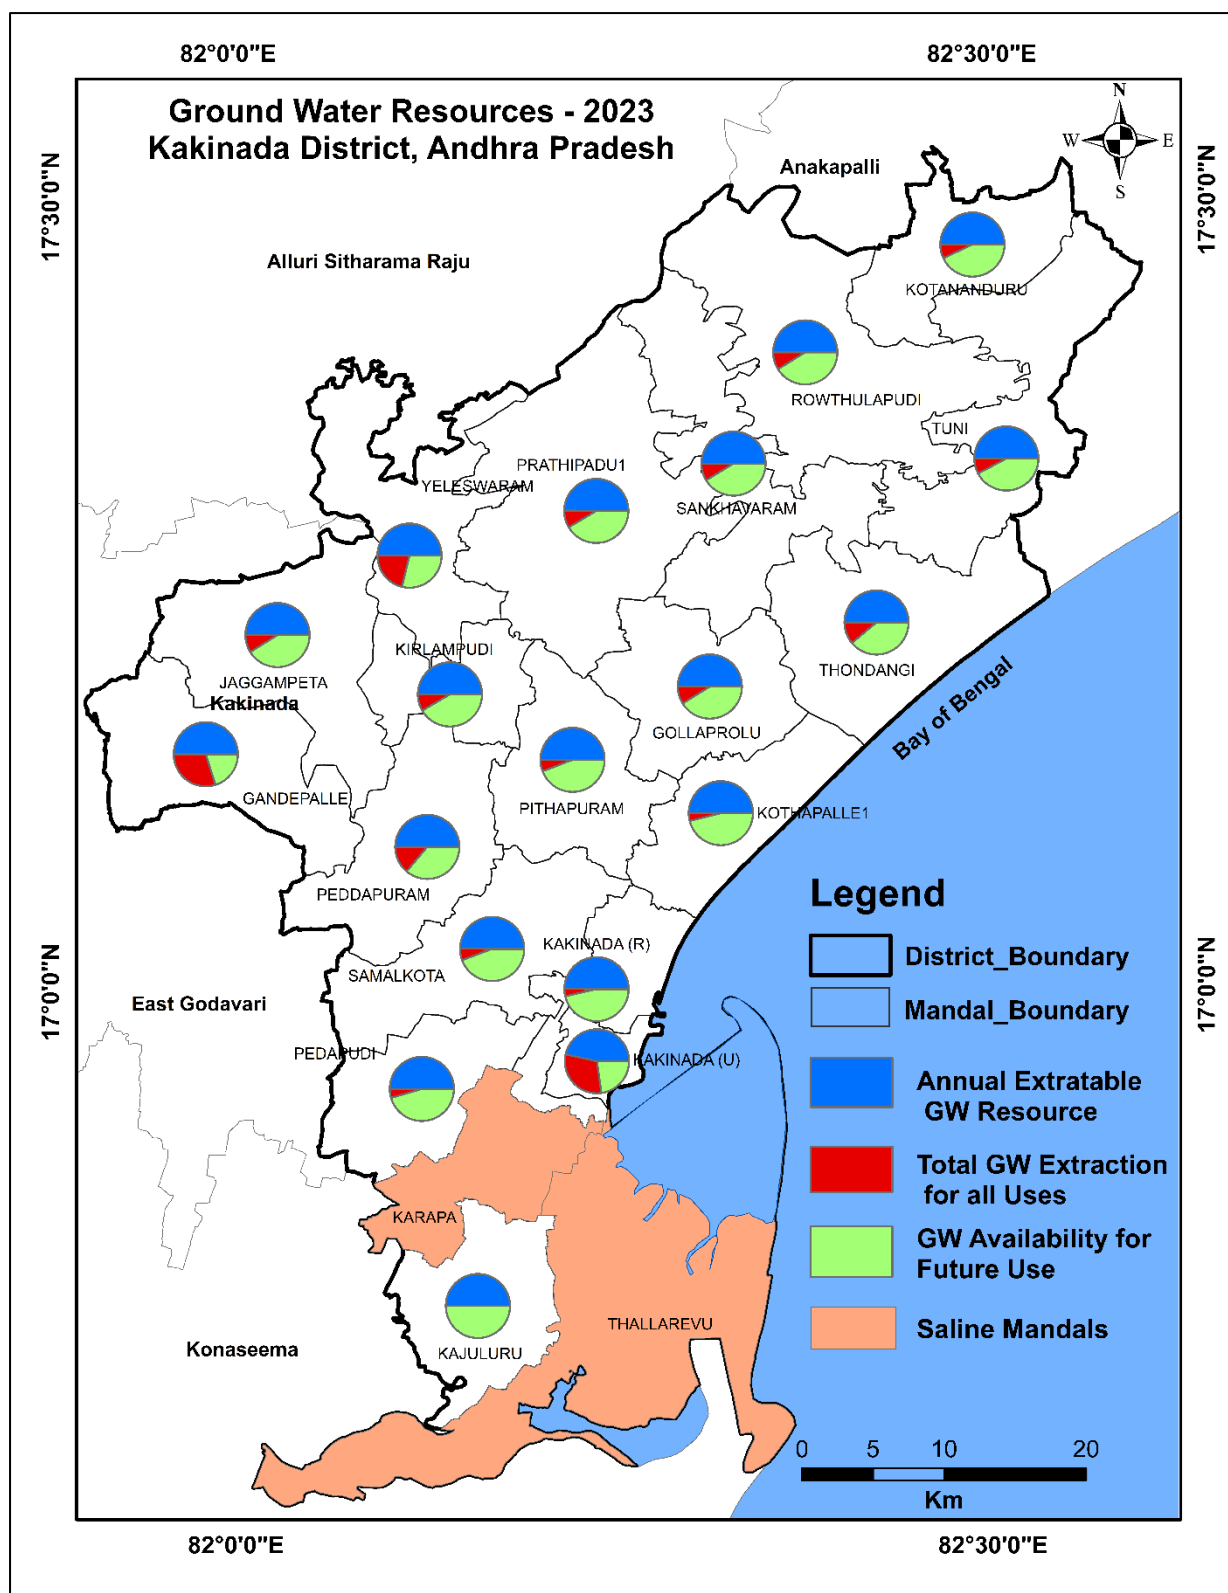 82°0'0"E
82°30'0"E
Ground Water Resources - 2023
Kakinada District, Andhra Pradesh
N
W
E
S
17°30'0"N
17°30'0"N
Anakapalli
Alluri Sitharama Raju
KOTANANDURU
ROWTHULAPUDI
TUNI
PRATHIPADU1
YELESWARAM
SANKHAVARAM
KIRLAMPUDI
THONDANGI
JAGGAMPETA
Kakinada
GOLLAPROLU
Bay of Bengal
GANDEPALLE
PITHAPURAM
KOTHAPALLE1
PEDDAPURAM
Legend
KAKINADA (R)
SAMALKOTA
District_Boundary
17°0'0"N
17°0'0"N
East Godavari
Mandal_Boundary
PEDAPUDI
KAKINADA (U)
Annual Extratable
GW Resource
Total GW Extraction
for all Uses
KARAPA
GW Availability for
Future Use
THALLAREVU
Saline Mandals
Konaseema
KAJULURU
0 5 10 20
Km
82°0'0"E
82°30'0"E